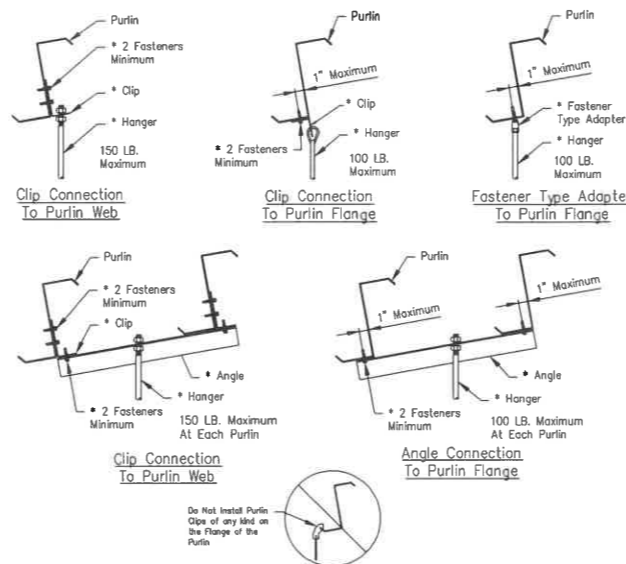 Purlin
* 2 Fasteners
Minimum
* Clip
* Hanger
150 LB.
Maximum
Clip Connection
To Purlin Web
Purlin
1" Maximum
* Clip
* Hanger
* 2 Fasteners
Minimum
100 LB.
Maximum
Clip Connection
To Purlin Flange
Purlin
1" Maximum
* Fastener
Type Adapter
* Hanger
100 LB.
Maximum
Fastener Type Adapte
To Purlin Flange
Purlin
* 2 Fasteners
Minimum
* Clip
* Angle
* Hanger
* 2 Fasteners
Minimum
150 LB. Maximum
At Each Purlin
Clip Connection
To Purlin Web
Purlin
1" Maximum
1" Maximum
* Angle
* Hanger
* 2 Fasteners
Minimum
100 LB. Maximum
At Each Purlin
Angle Connection
To Purlin Flange
Do Not Install Purlin
Clips of any kind on
the Flange of the
Purlin